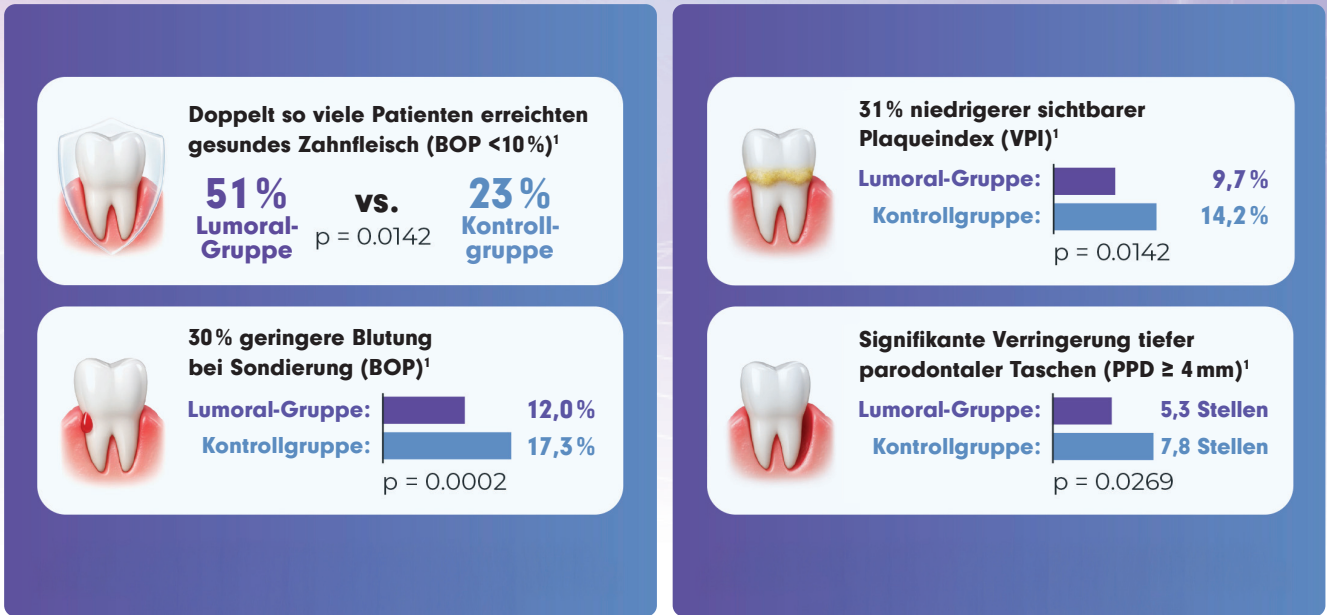 Doppelt so viele Patienten erreichten
gesundes Zahnfleisch (BOP <10%)¹
51%
Lumoral-
Gruppe
vs.
p = 0.0142
23%
Kontroll-
gruppe
30% geringere Blutung
bei Sondierung (BOP)¹
Lumoral-Gruppe: 12,0%
Kontrollgruppe: 17,3%
p = 0.0002
31% niedrigerer sichtbarer
Plaqueindex (VPI)¹
Lumoral-Gruppe: 9,7%
Kontrollgruppe: 14,2%
p = 0.0142
Signifikante Verringerung tiefer
parodontaler Taschen (PPD ≥ 4 mm)¹
Lumoral-Gruppe: 5,3 Stellen
Kontrollgruppe: 7,8 Stellen
p = 0.0269